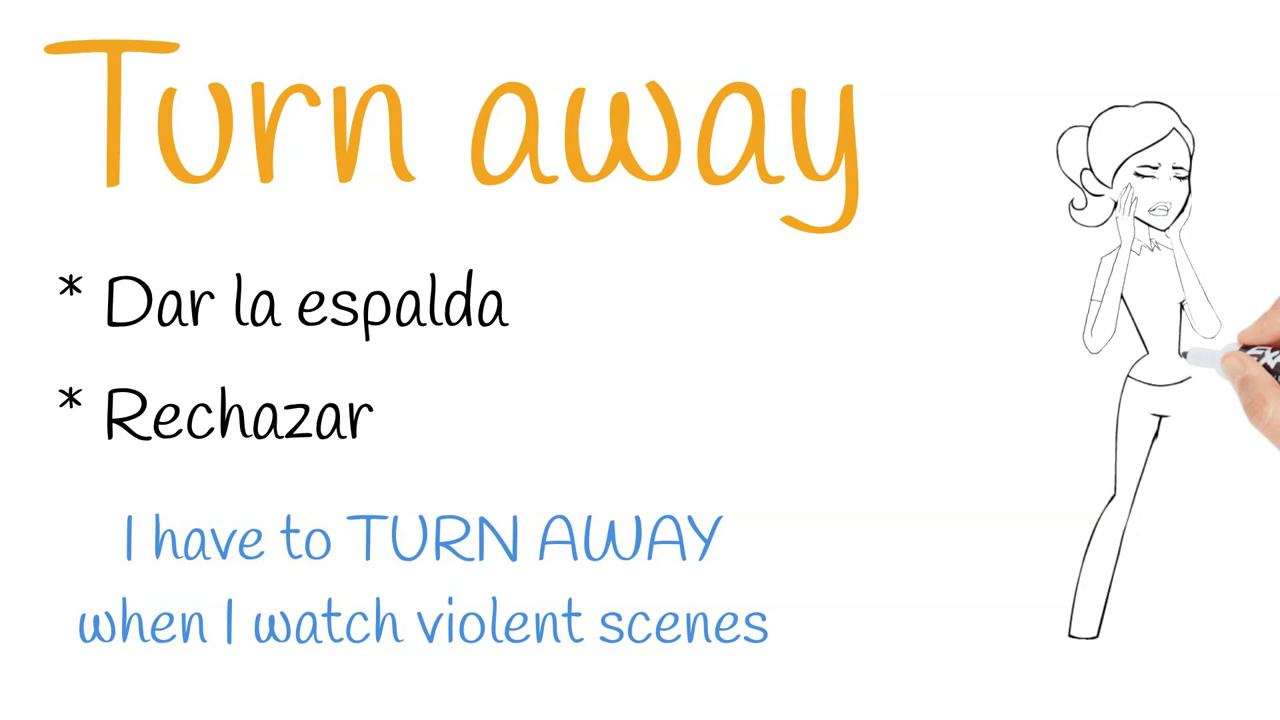 Turn away
* Dar la espalda
* Rechazar
I have to TURN AWAY
when I watch violent scenes